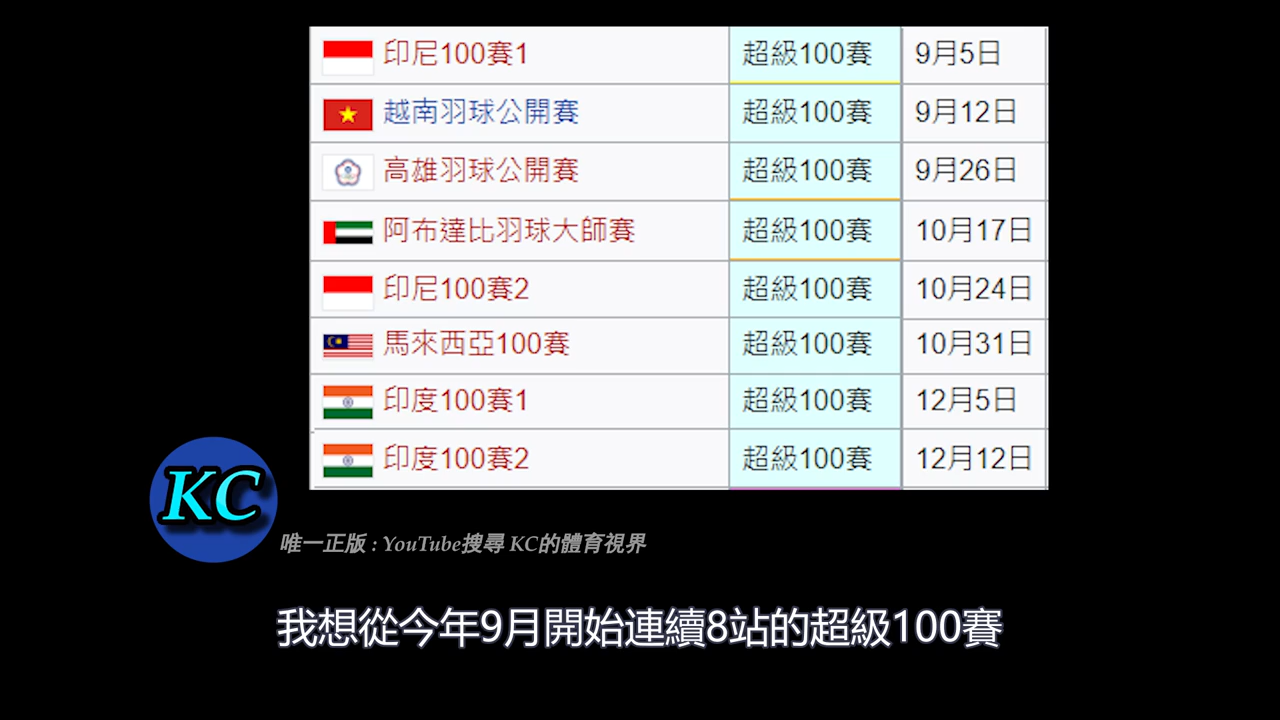 印尼100賽1 超級100賽 9月5日
越南羽球公開賽 超級100賽 9月12日
高雄羽球公開賽 超級100賽 9月26日
阿布達比羽球大師賽 超級100賽 10月17日
印尼100賽2 超級100賽 10月24日
馬來西亞100賽 超級100賽 10月31日
印度100賽1 超級100賽 12月5日
印度100賽2 超級100賽 12月12日
KC
唯一正版 : YouTube搜尋 KC的體育視界
我想從今年9月開始連續8站的超級100賽